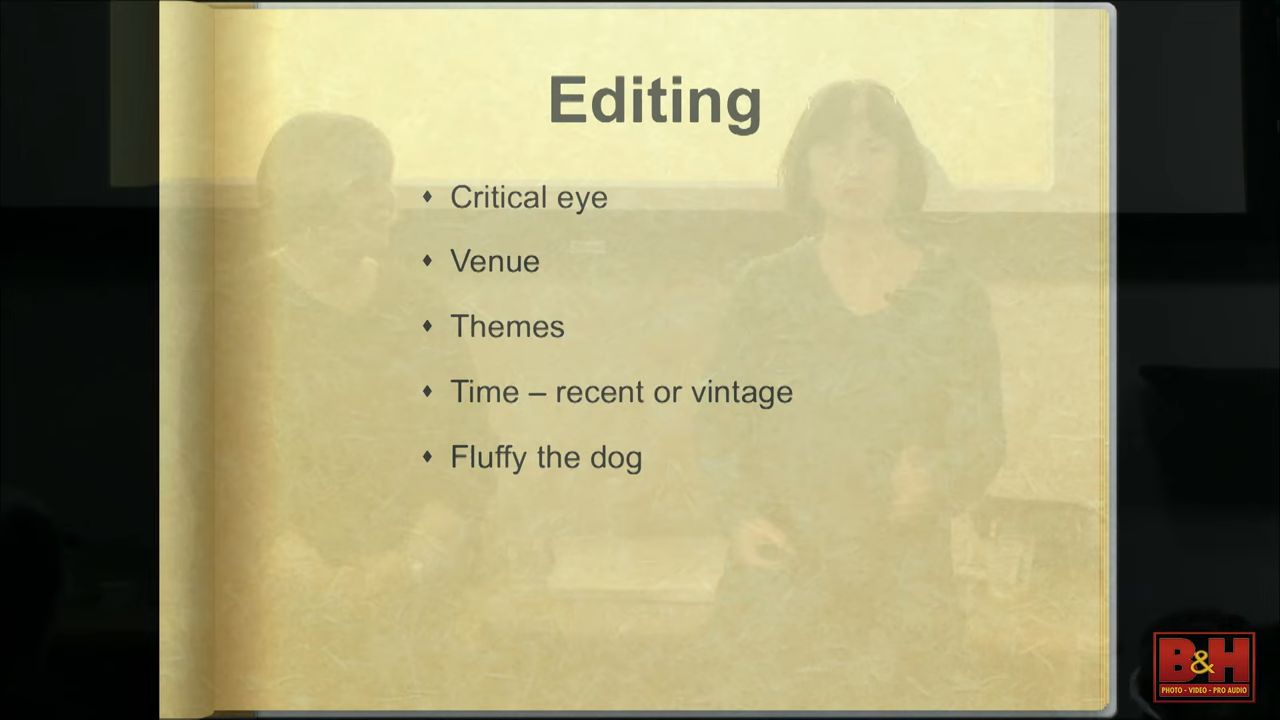 Editing
♦ Critical eye
♦ Venue
♦ Themes
♦ Time – recent or vintage
♦ Fluffy the dog
B&H
PHOTO - VIDEO - PRO AUDIO